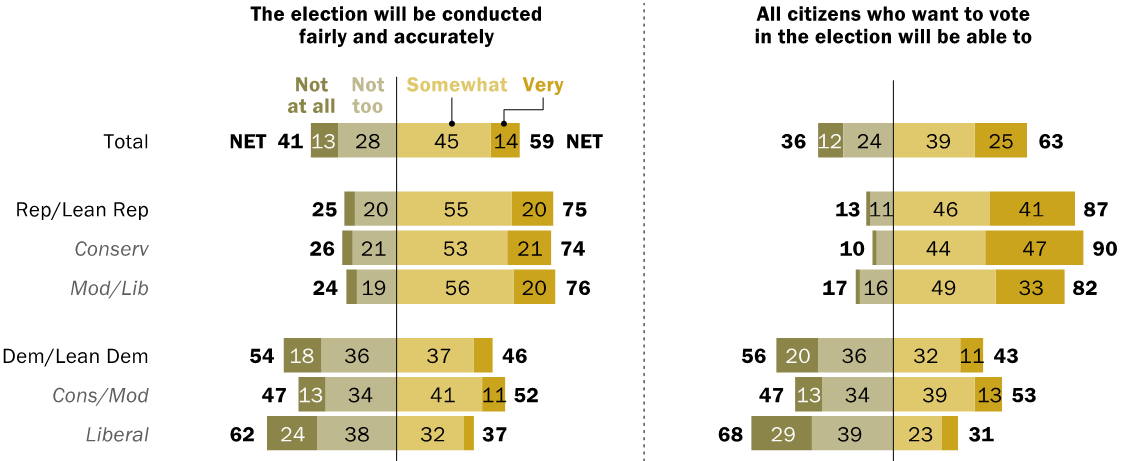 The election will be conducted
fairly and accurately
All citizens who want to vote
in the election will be able to
Not
at all
Not
too
Somewhat
Very
Total NET 41 13 28 45 14 59 NET 36 12 24 39 25 63
Rep/Lean Rep 25 20 55 20 75 13 11 46 41 87
Conserv 26 21 53 21 74 10 44 47 90
Mod/Lib 24 19 56 20 76 17 16 49 33 82
Dem/Lean Dem 54 18 36 37 46 56 20 36 32 11 43
Cons/Mod 47 13 34 41 11 52 47 13 34 39 13 53
Liberal 62 24 38 32 37 68 29 39 23 31